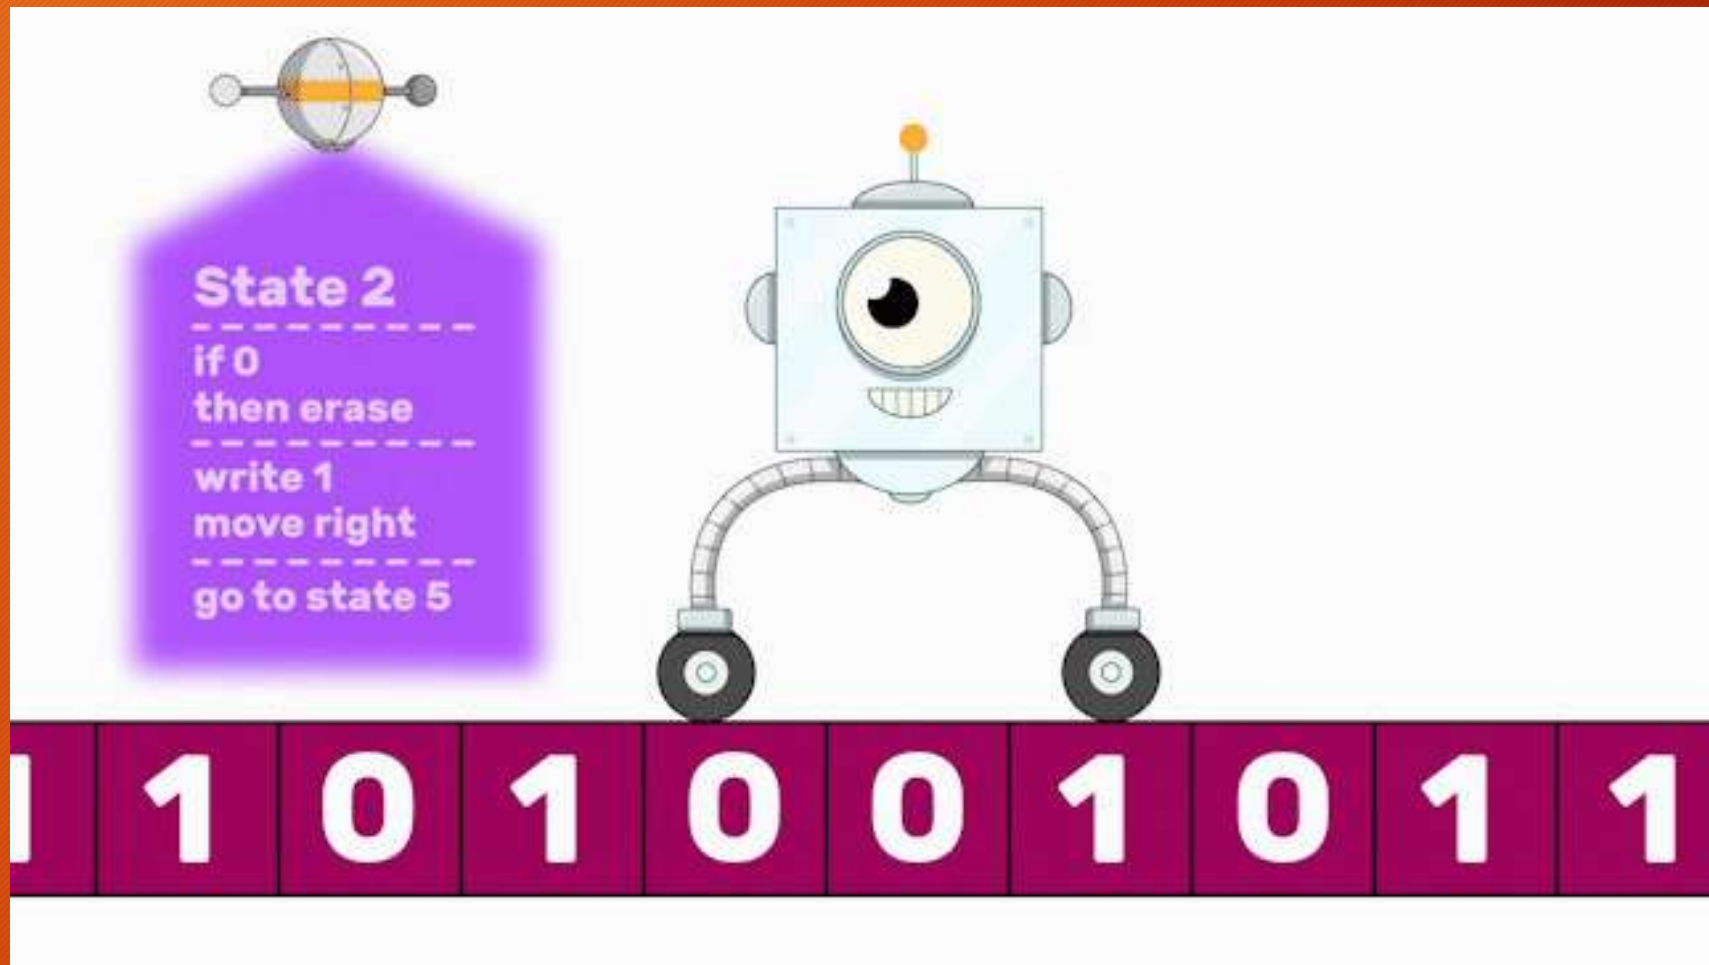 State 2
if 0
then erase
write 1
move right
go to state 5
1 1 0 1 0 0 1 0 1 1